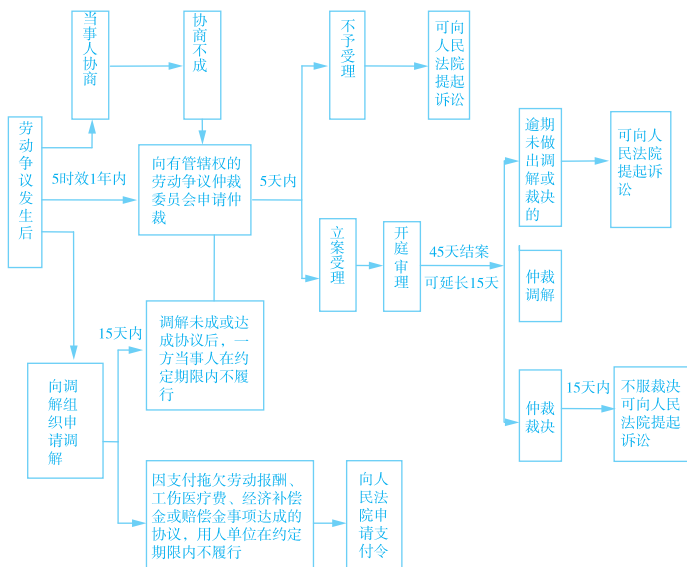 劳动争议发生后
当事人协商
协商不成
5时效1年内
向有管辖权的
劳动争议仲裁
委员会申请仲
裁
5天内
不予受理
可向
人民
法院
提起
诉讼
立案受理
开庭审理
45天结案
可延长15天
逾期
未做
出调
解或
裁决
的
可向人
民法院
提起诉
讼
仲裁
调解
仲裁
裁决
15天内
不服裁决
可向人民
法院提起
诉讼
向调
解组
织申
请调
解
15天内
调解未成或达
成协议后，一
方当事人在约
定期限内不履
行
因支付拖欠劳动报酬、
工伤医疗费、经济补偿
金或赔偿金事项达成的
协议，用人单位在约定
期限内不履行
向人
民法
院申
请支
付令